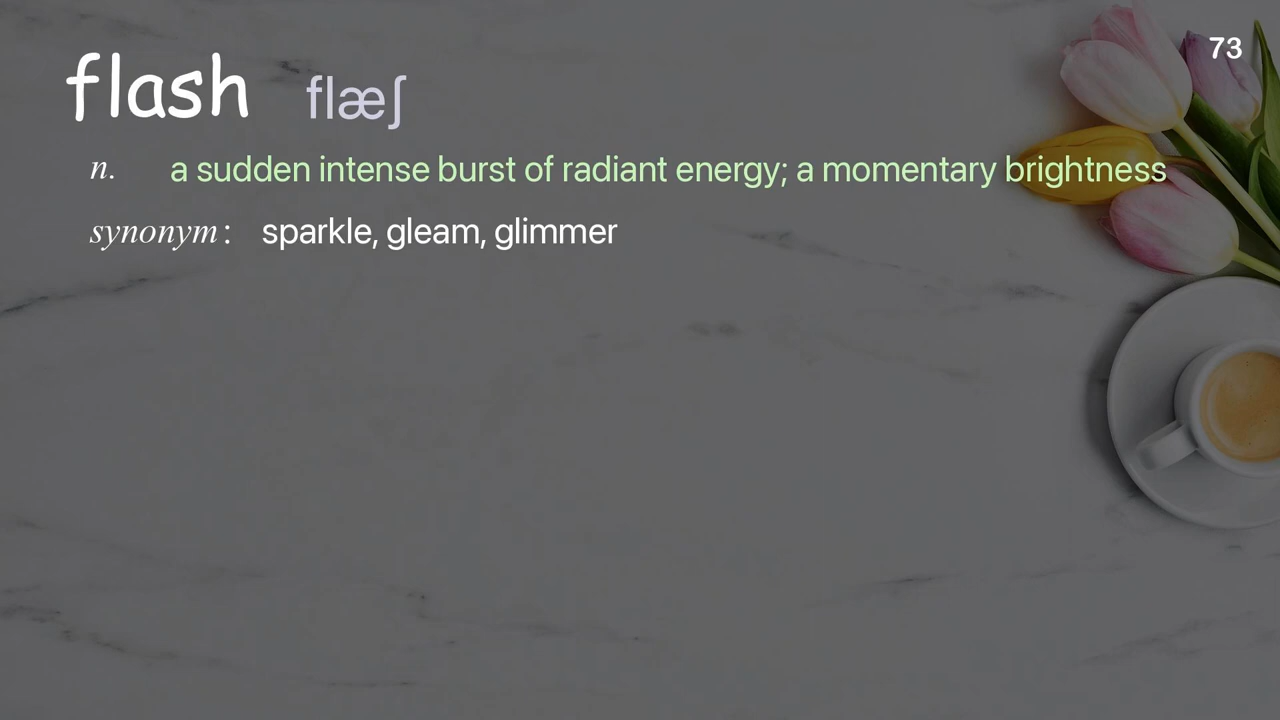 73
flash flæʃ
n. a sudden intense burst of radiant energy; a momentary brightness
synonym : sparkle, gleam, glimmer